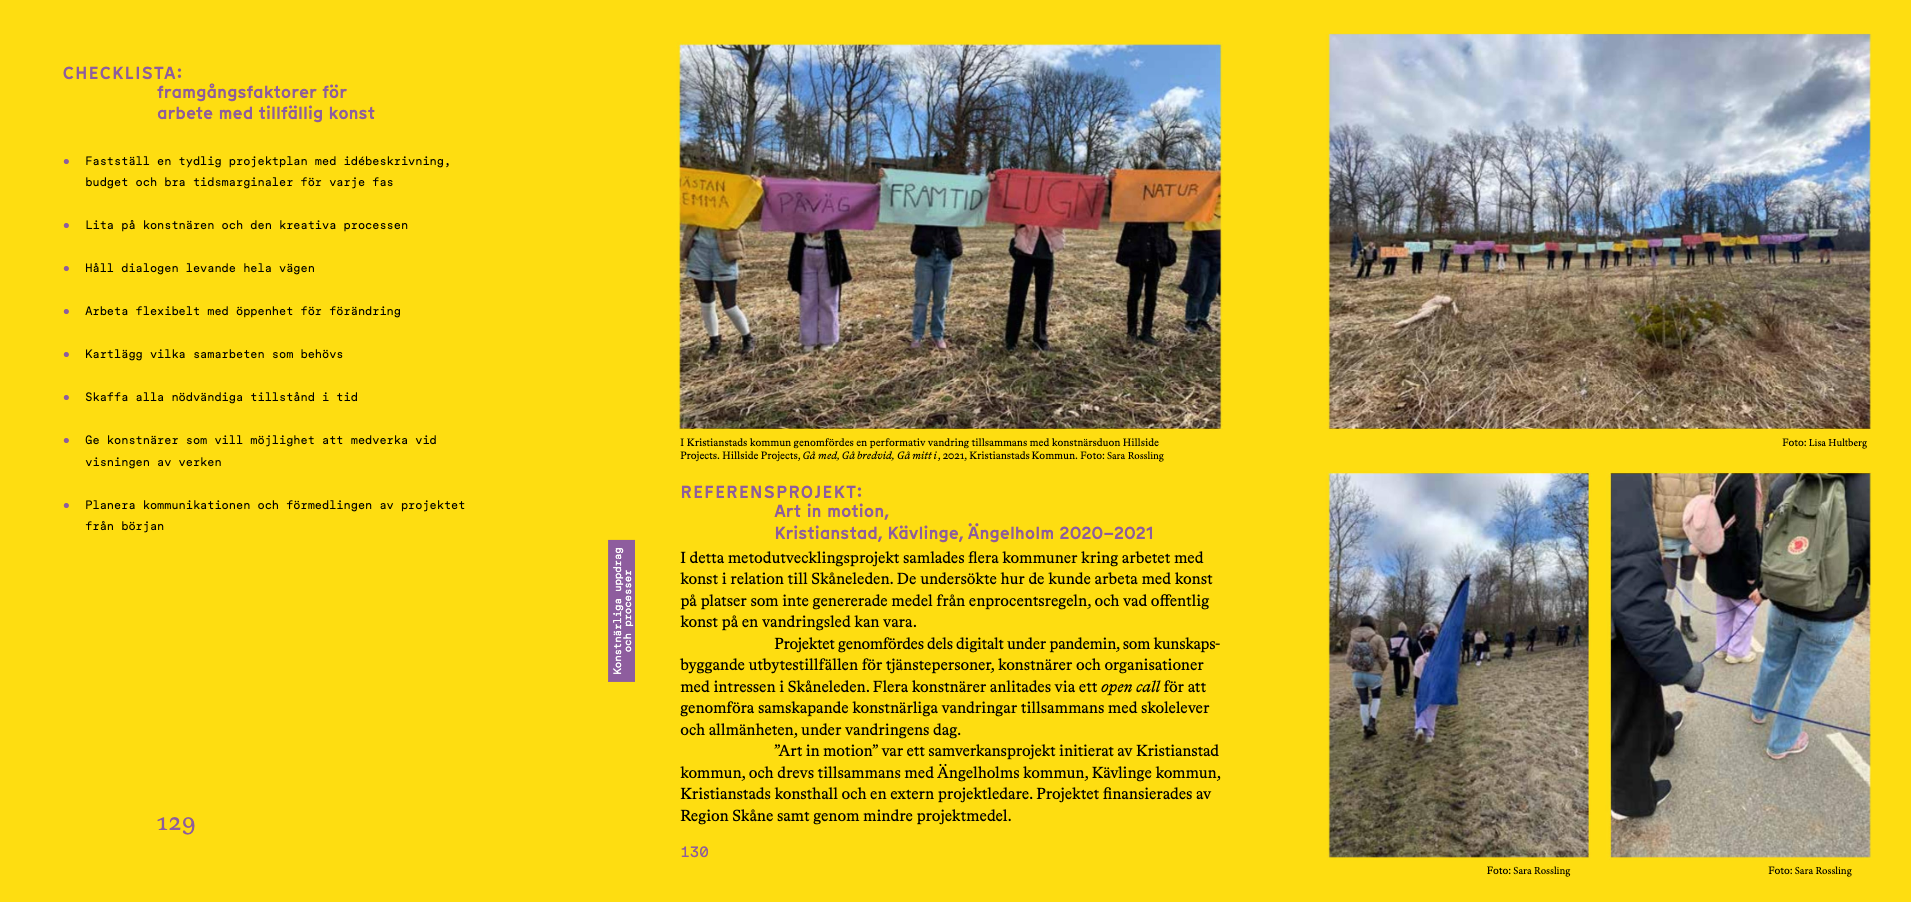 CHECKLISTA:
framgångsfaktorer för
arbete med tillfällig konst
• Fastställ en tydlig projektplan med idébeskrivning,
budget och bra tidsmarginaler för varje fas
• Lita på konstnären och den kreativa processen
• Håll dialogen levande hela vägen
• Arbeta flexibelt med öppenhet för förändring
• Kartlägg vilka samarbeten som behövs
• Skaffa alla nödvändiga tillstånd i tid
• Ge konstnärer som vill möjlighet att medverka vid
visningen av verken
• Planera kommunikationen och förmedlingen av projektet
från början
129
Konstnärliga uppdrag
och processer
PÅVÄG
FRAMTID
LUGN
NATUR
I Kristianstads kommun genomfördes en performativ vandring tillsammans med konstnärsduon Hillside
Projects. Hillside Projects, Gå med, Gå bredvid, Gå mitt i, 2021, Kristianstads Kommun. Foto: Sara Rossling
REFERENSPROJEKT:
Art in motion,
Kristianstad, Kävlinge, Ängelholm 2020–2021
I detta metodutvecklingsprojekt samlades flera kommuner kring arbetet med
konst i relation till Skåneleden. De undersökte hur de kunde arbeta med konst
på platser som inte genererade medel från enprocentsregeln, och vad offentlig
konst på en vandringsled kan vara.
Projektet genomfördes dels digitalt under pandemin, som kunskaps-
byggande utbytestillfällen för tjänstepersoner, konstnärer och organisationer
med intressen i Skåneleden. Flera konstnärer anlitades via ett open call för att
genomföra samskapande konstnärliga vandringar tillsammans med skolelever
och allmänheten, under vandringens dag.
”Art in motion” var ett samverkansprojekt initierat av Kristianstad
kommun, och drevs tillsammans med Ängelholms kommun, Kävlinge kommun,
Kristianstads konsthall och en extern projektledare. Projektet finansierades av
Region Skåne samt genom mindre projektmedel.
130
Foto: Lisa Hultberg
Foto: Sara Rossling
Foto: Sara Rossling